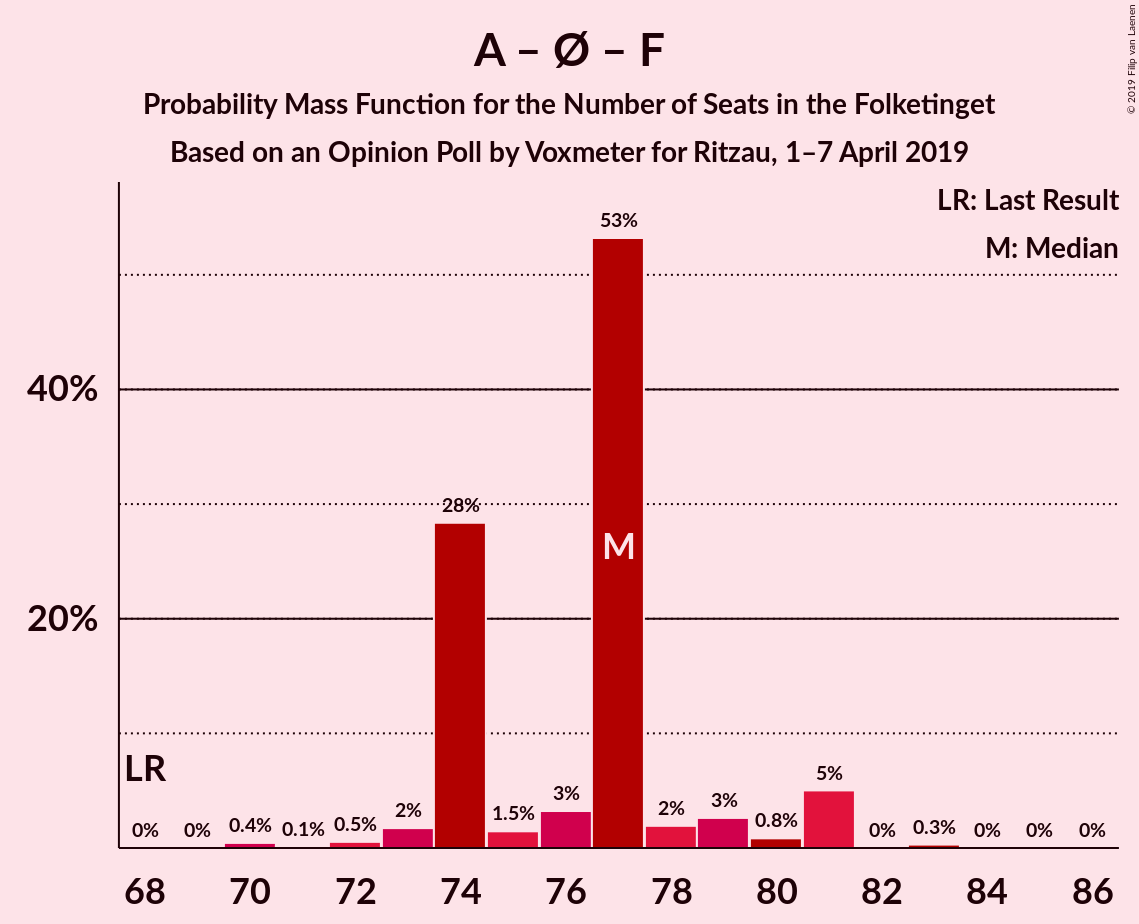 A – Ø – F
Probability Mass Function for the Number of Seats in the Folketinget
Based on an Opinion Poll by Voxmeter for Ritzau, 1–7 April 2019
© 2019 Filip van Laenen
LR: Last Result
M: Median
53%
40%
28%
M
20%
LR
0% 0% 0.4% 0.1% 0.5% 2% 1.5% 3% 2% 3% 0.8% 5% 0% 0.3% 0% 0% 0%
68 70 72 74 76 78 80 82 84 86